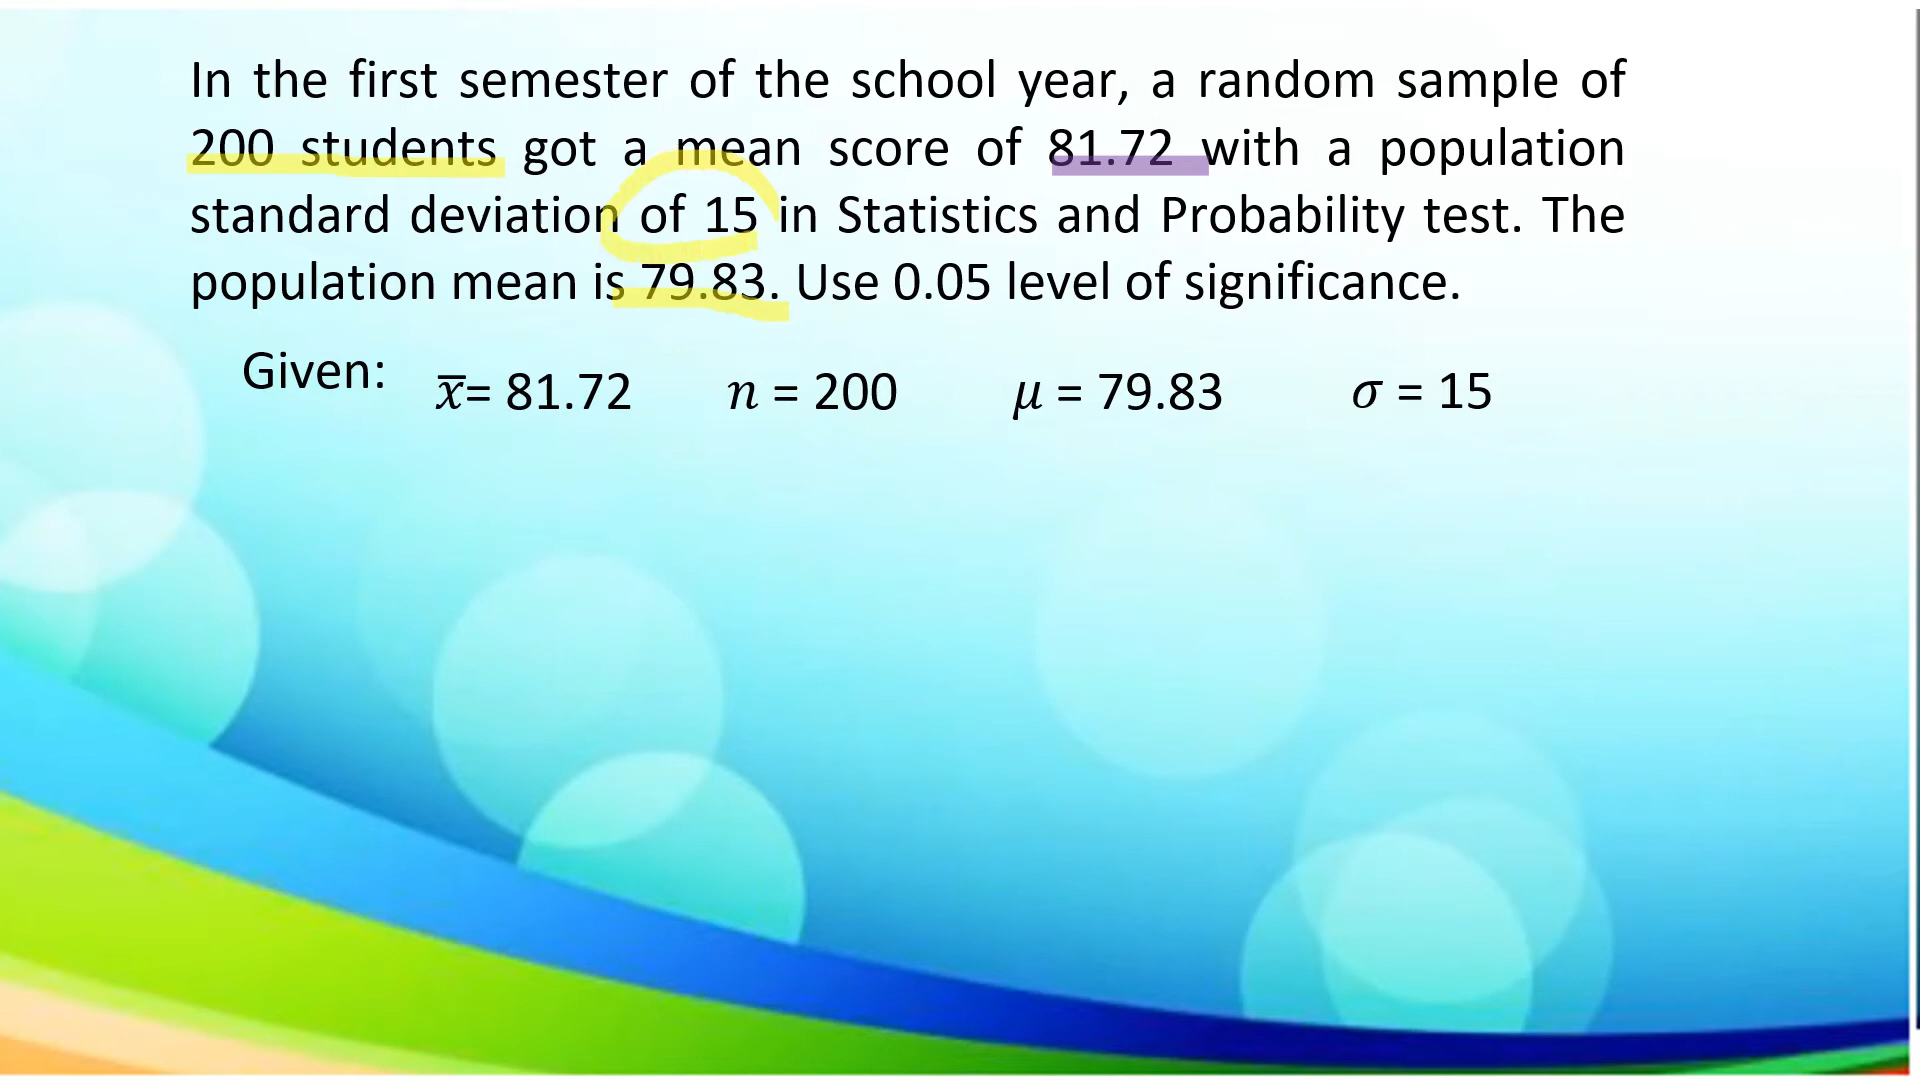 In the first semester of the school year, a random sample of
200 students got a mean score of 81.72 with a population
standard deviation of 15 in Statistics and Probability test. The
population mean is 79.83. Use 0.05 level of significance.
Given: x̅= 81.72 n = 200 μ = 79.83 σ = 15